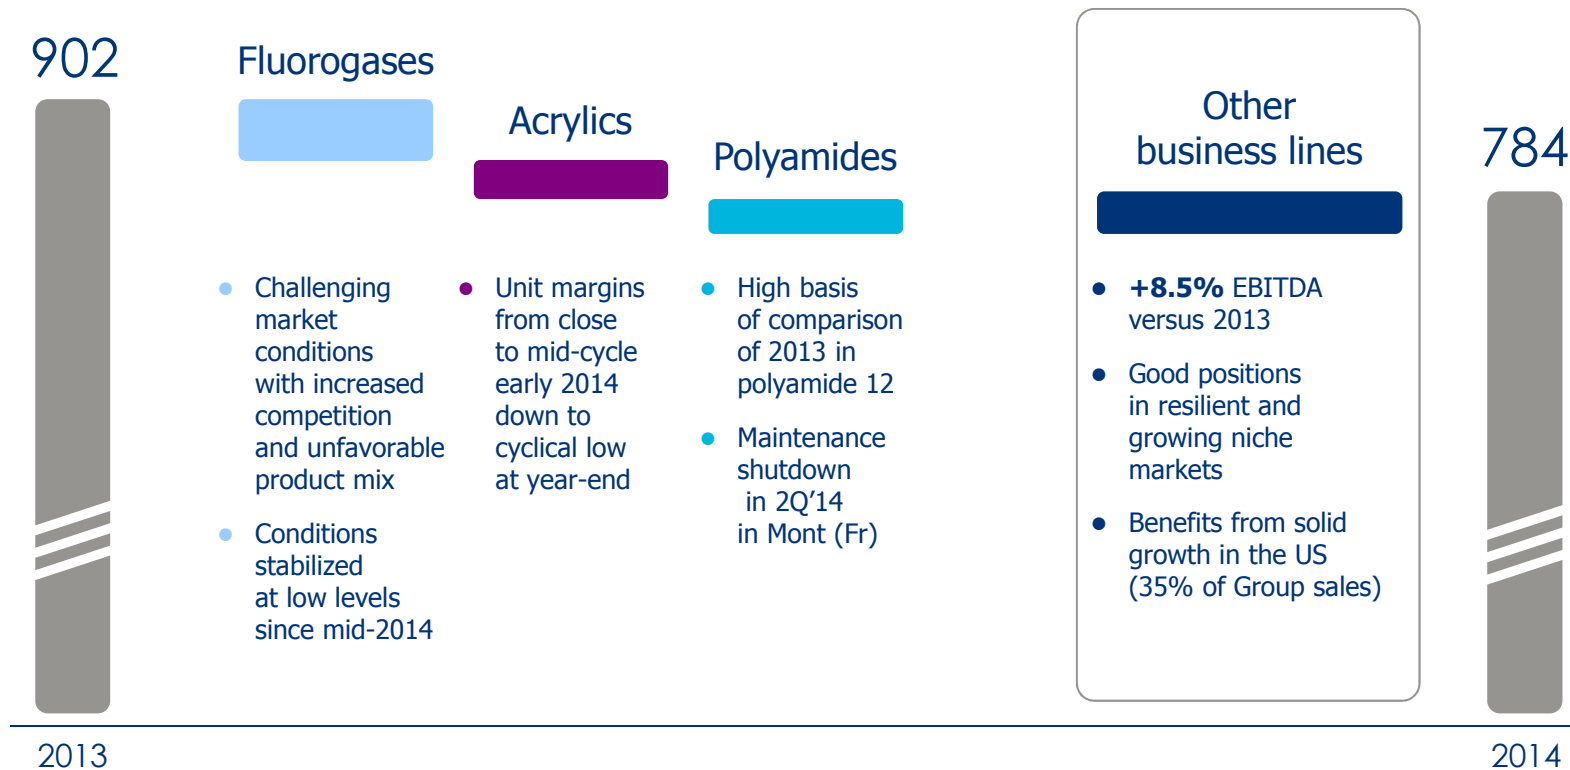 902
Fluorogases
Challenging
market
conditions
with increased
competition
and unfavorable
product mix
Conditions
stabilized
at low levels
since mid-2014
Acrylics
Unit margins
from close
to mid-cycle
early 2014
down to
cyclical low
at year-end
Polyamides
High basis
of comparison
of 2013 in
polyamide 12
Maintenance
shutdown
in 2Q’14
in Mont (Fr)
Other
business lines
+8.5% EBITDA
versus 2013
Good positions
in resilient and
growing niche
markets
Benefits from solid
growth in the US
(35% of Group sales)
784
2013
2014